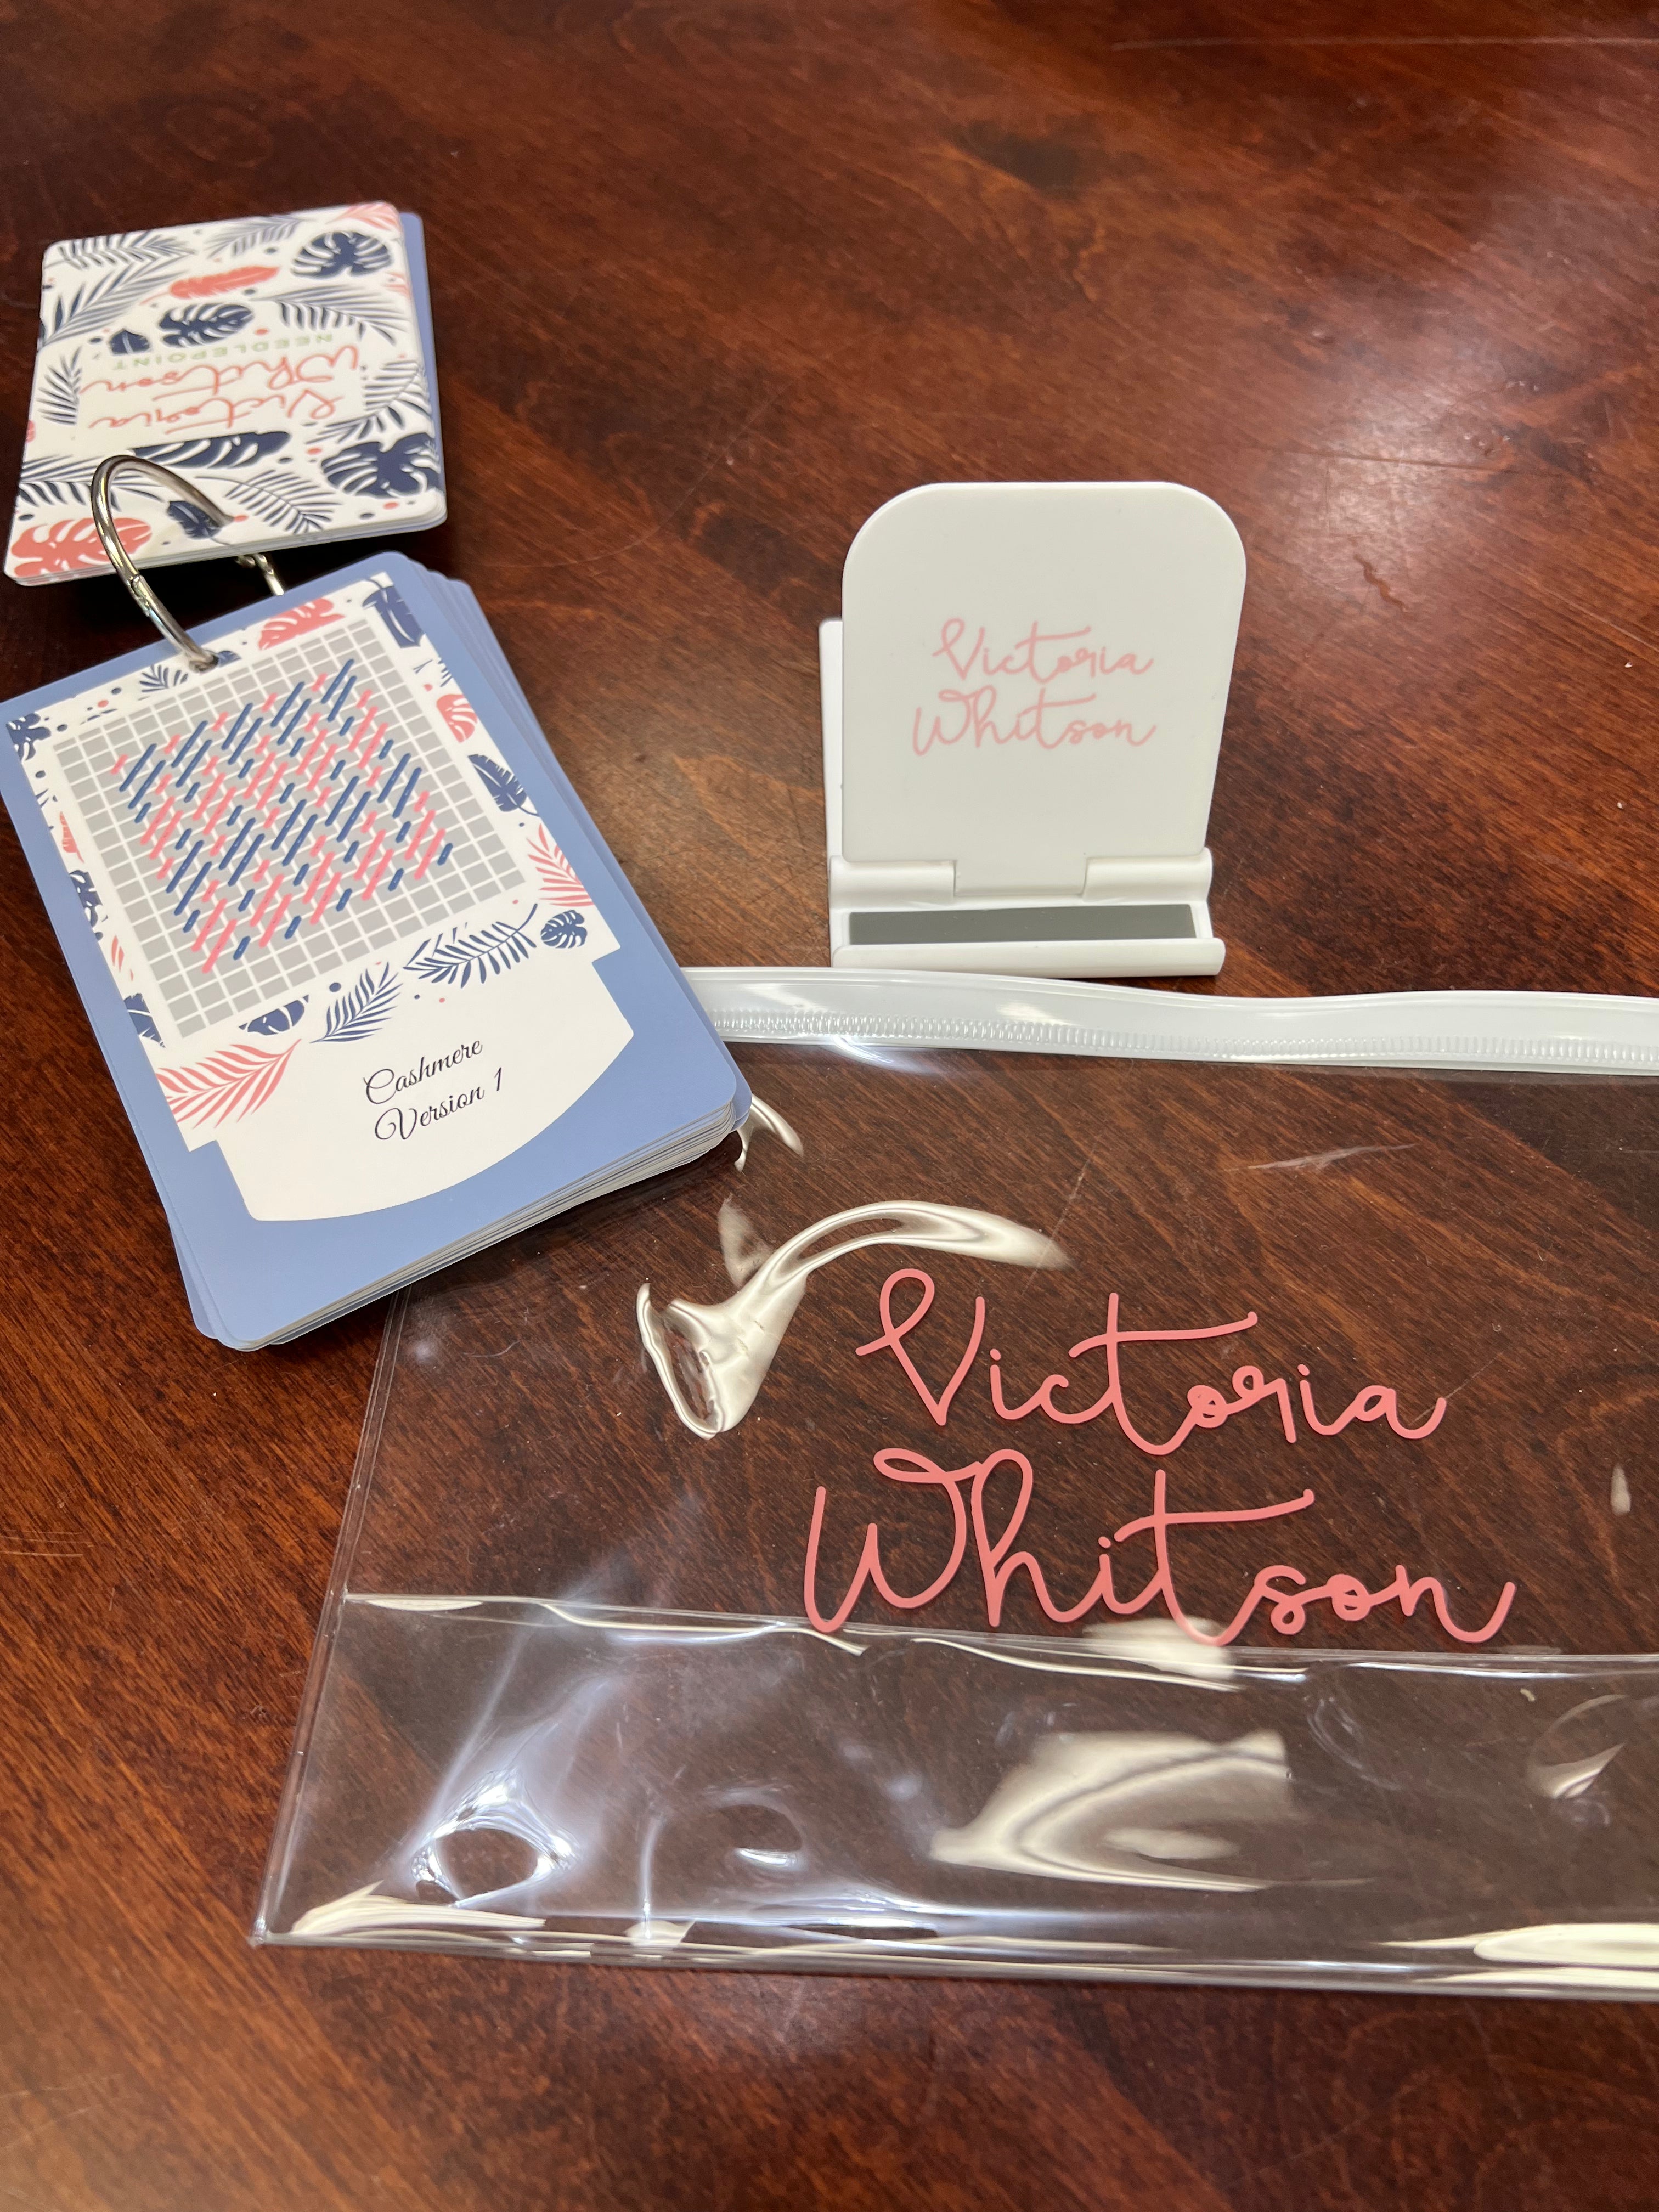 Victoria
Whitson
NEEDLEPOINT
Victoria
Whitson
Cashmere
Version 1
Victoria
Whitson